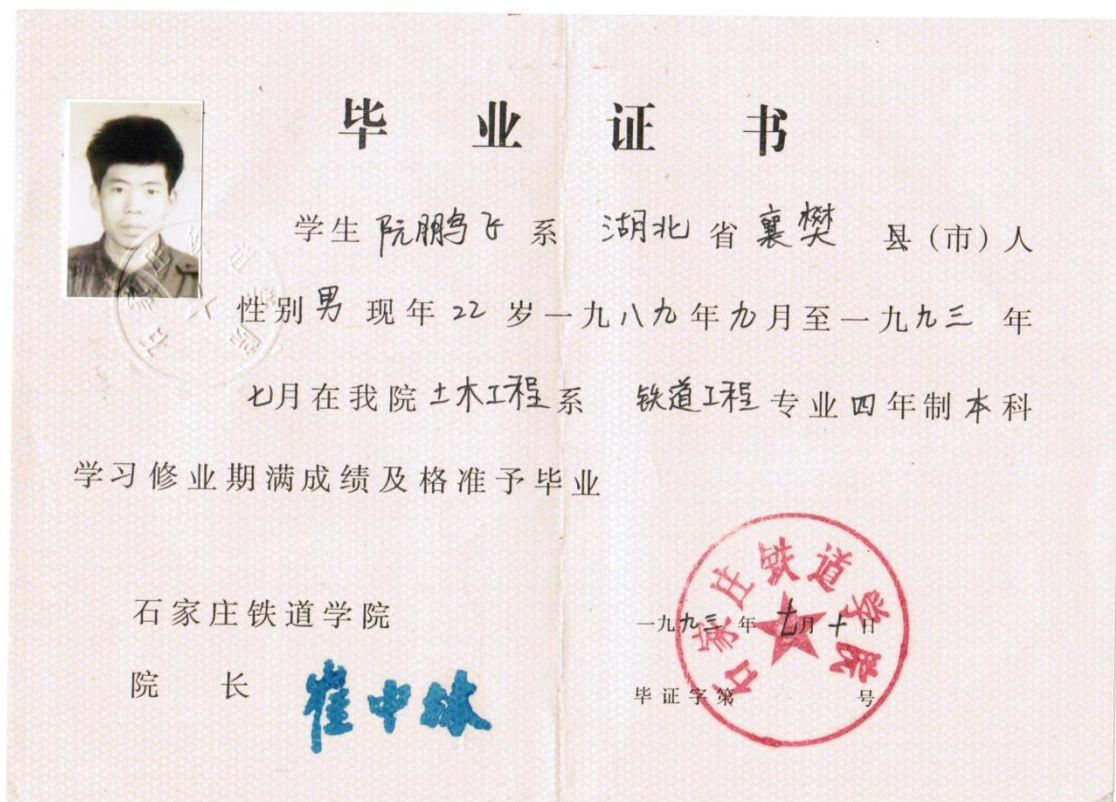 毕业证书
学生 阮鹏飞 系 湖北 省 襄樊 县（市）人
性别 男 现年 22 岁 一九八九年九月至一九九三 年
七月在我院 土木工程 系 铁道工程 专业 四 年制 本 科
学习修业期满成绩及格准予毕业
石家庄铁道学院
院 长 崔中林
一九九三年七月十日
毕证字第 号
石家庄铁道学院